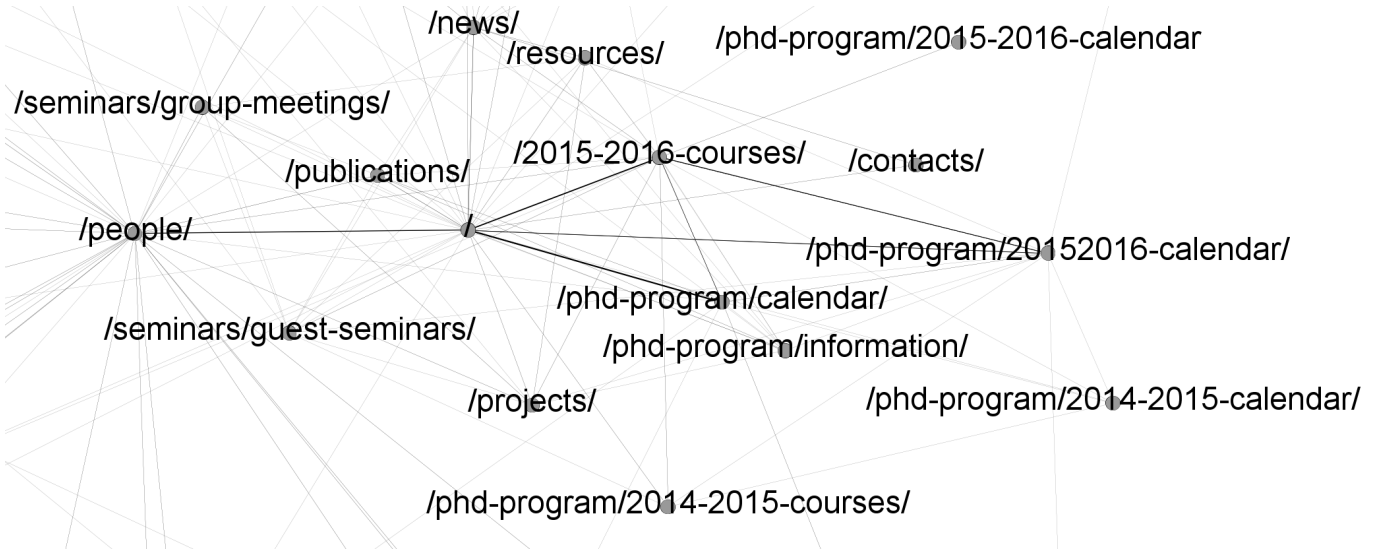 /news/
/resources/
/phd-program/2015-2016-calendar
/seminars/group-meetings/
/publications/
/2015-2016-courses/
/contacts/
/people/
/
/phd-program/20152016-calendar/
/phd-program/calendar/
/seminars/guest-seminars/
/phd-program/information/
/projects/
/phd-program/2014-2015-calendar/
/phd-program/2014-2015-courses/